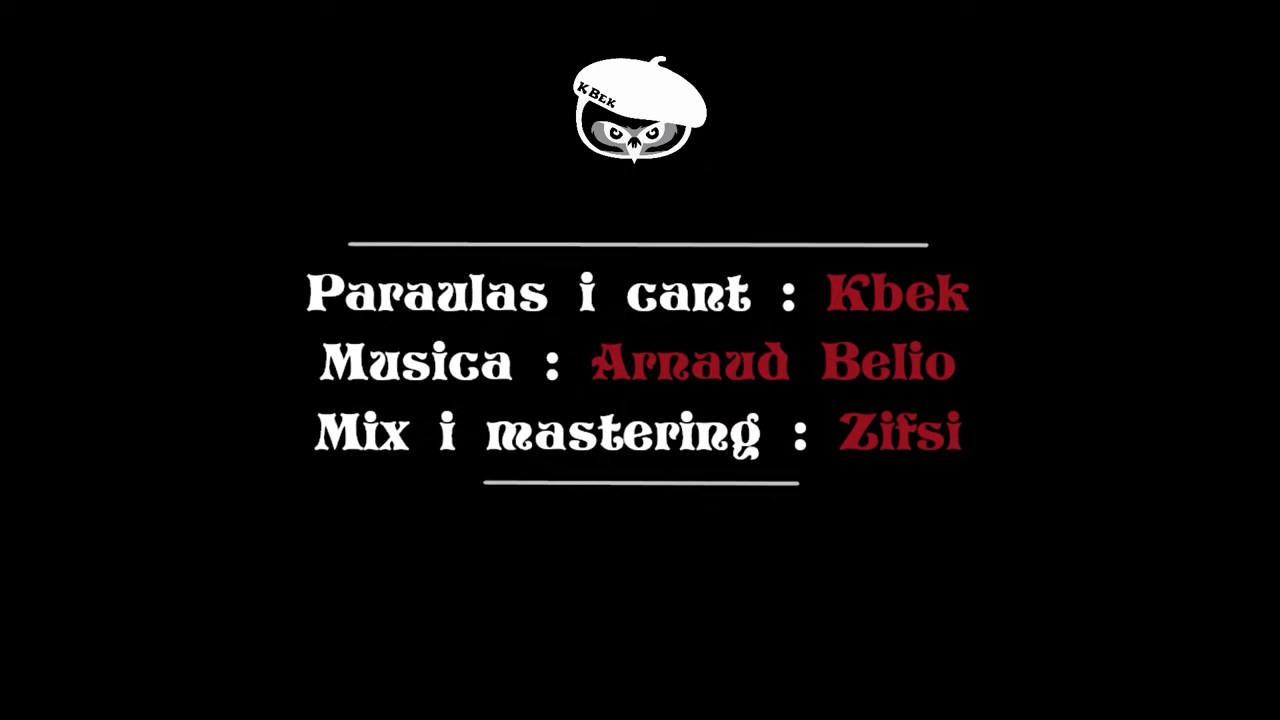 KBEK
Paraulas i cant : Kbek
Musica : Arnaud Belio
Mix i mastering : Zifsi